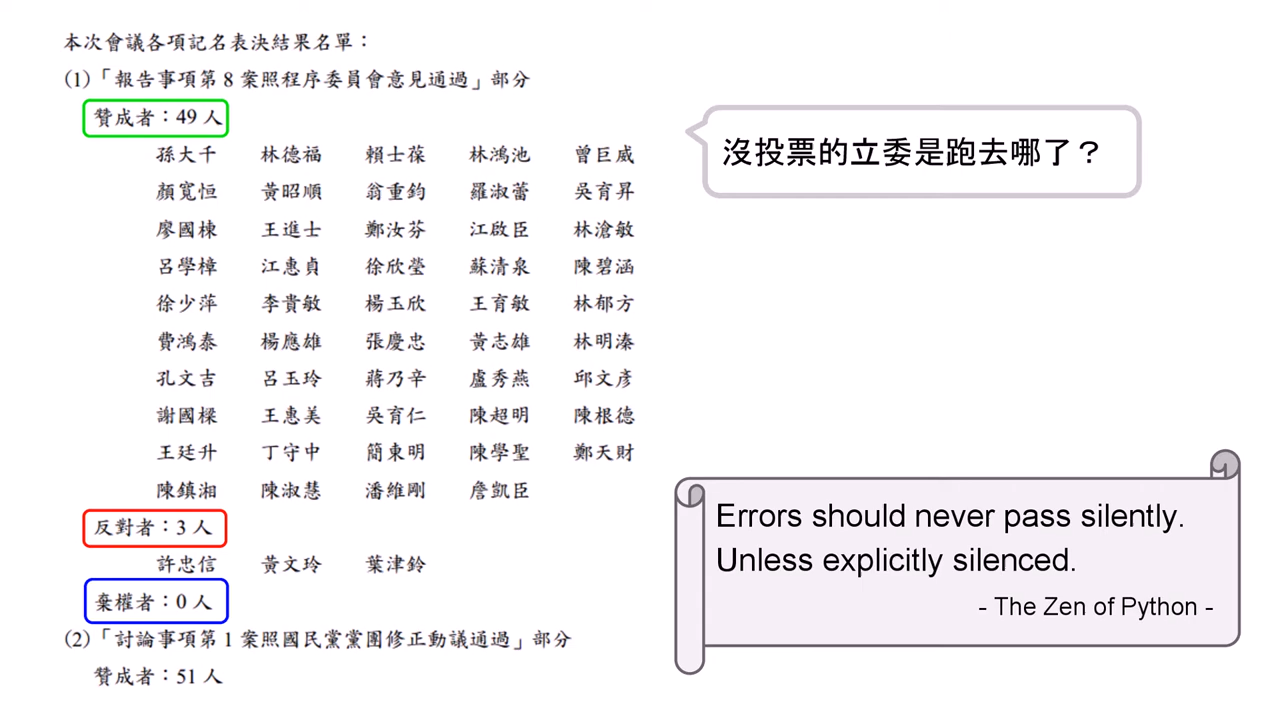 本次會議各項記名表決結果名單：
(1)「報告事項第 8 案照程序委員會意見通過」部分
贊成者：49 人
孫大千 林德福 賴士葆 林鴻池 曾巨威
顏寬恒 黃昭順 翁重鈞 羅淑蕾 吳育昇
廖國棟 王進士 鄭汝芬 江啟臣 林滄敏
呂學樟 江惠貞 徐欣瑩 蘇清泉 陳碧涵
徐少萍 李貴敏 楊玉欣 王育敏 林郁方
費鴻泰 楊應雄 張慶忠 黃志雄 林明溱
孔文吉 呂玉玲 蔣乃辛 盧秀燕 邱文彥
謝國樑 王惠美 吳育仁 陳超明 陳根德
王廷升 丁守中 簡東明 陳學聖 鄭天財
陳鎮湘 陳淑慧 潘維剛 詹凱臣
反對者：3 人
許忠信 黃文玲 葉津鈴
棄權者：0 人
(2)「討論事項第 1 案照國民黨黨團修正動議通過」部分
贊成者：51 人
沒投票的立委是跑去哪了？
Errors should never pass silently.
Unless explicitly silenced.
- The Zen of Python -